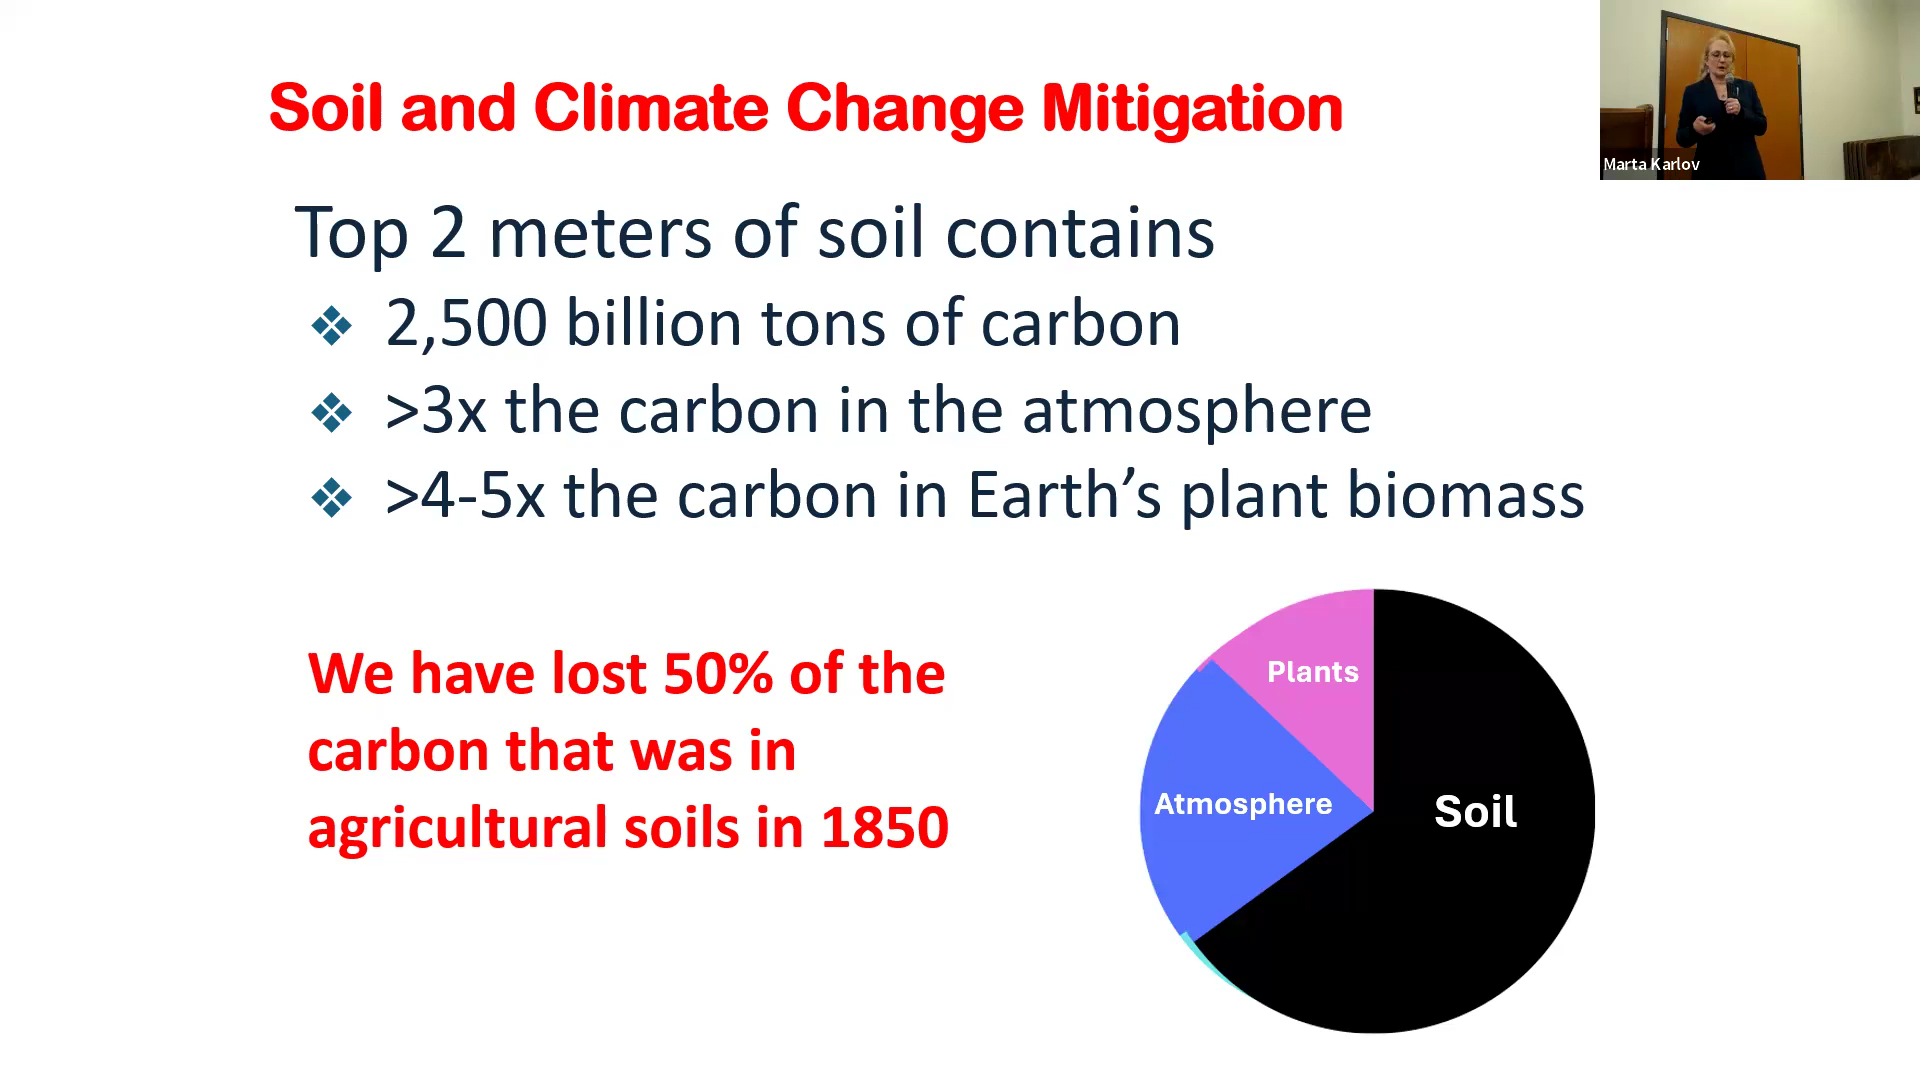 Soil and Climate Change Mitigation
Marta Karlov
Top 2 meters of soil contains
❖ 2,500 billion tons of carbon
❖ >3x the carbon in the atmosphere
❖ >4-5x the carbon in Earth’s plant biomass
We have lost 50% of the
carbon that was in
agricultural soils in 1850
Plants
Atmosphere
Soil